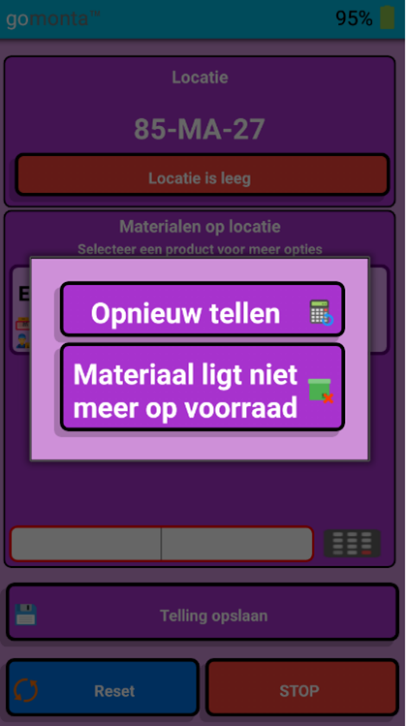 gomonta™
95%
Locatie
85-MA-27
Locatie is leeg
Materialen op locatie
Selecteer een product voor meer opties
E
Opnieuw tellen
Materiaal ligt niet
meer op voorraad
Telling opslaan
Reset
STOP